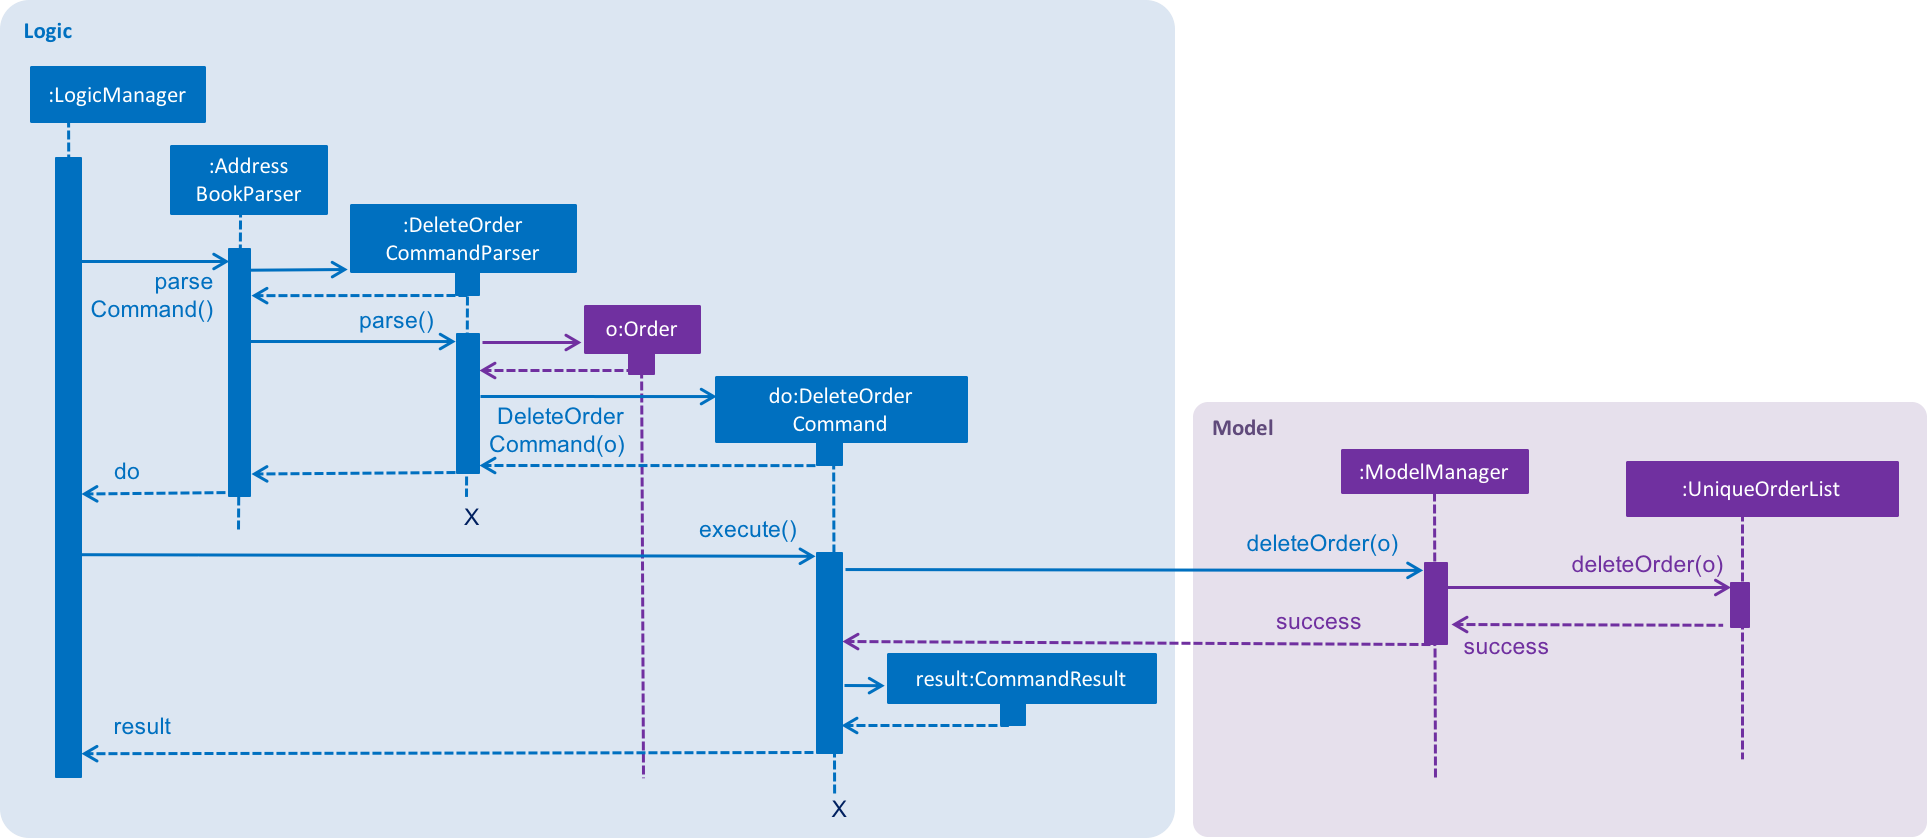 Logic
:LogicManager
:Address
BookParser
:DeleteOrder
CommandParser
parse
Command()
parse()
o:Order
do:DeleteOrder
Command
DeleteOrder
Command(o)
do
X
Model
:ModelManager
:UniqueOrderList
execute()
deleteOrder(o)
deleteOrder(o)
success
success
result:CommandResult
result
X